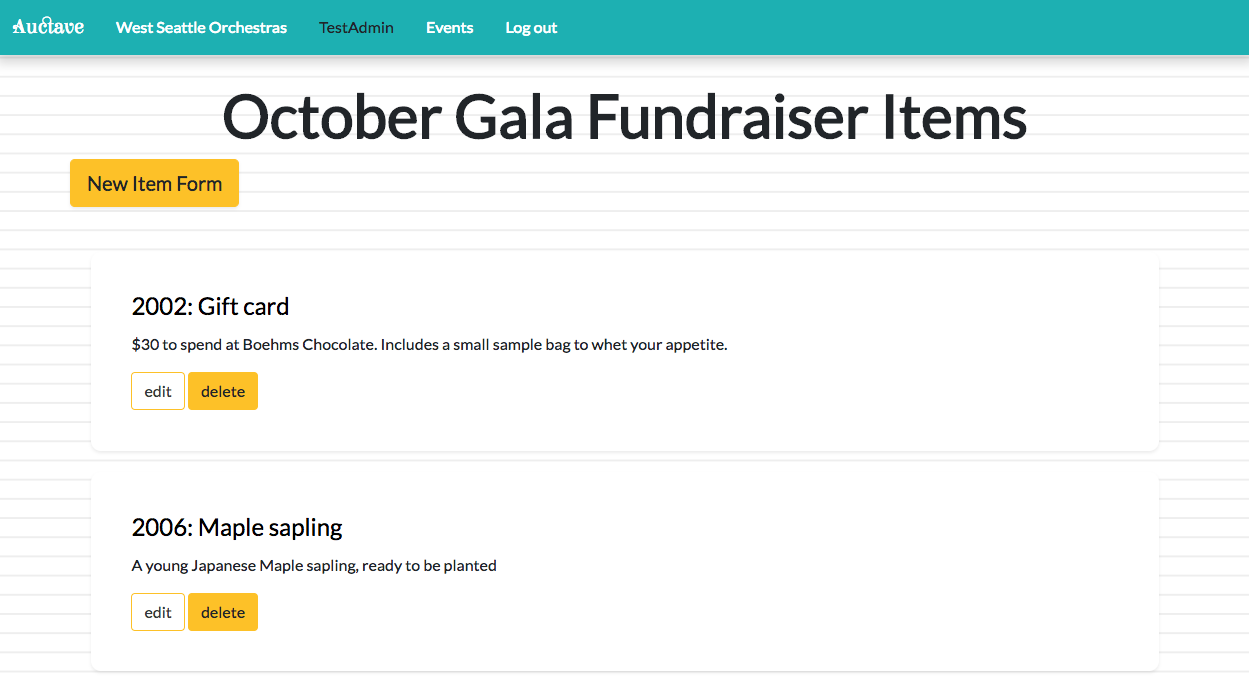 Auctave West Seattle Orchestras TestAdmin Events Log out
October Gala Fundraiser Items
New Item Form
2002: Gift card
$30 to spend at Boehms Chocolate. Includes a small sample bag to whet your appetite.
edit delete
2006: Maple sapling
A young Japanese Maple sapling, ready to be planted
edit delete